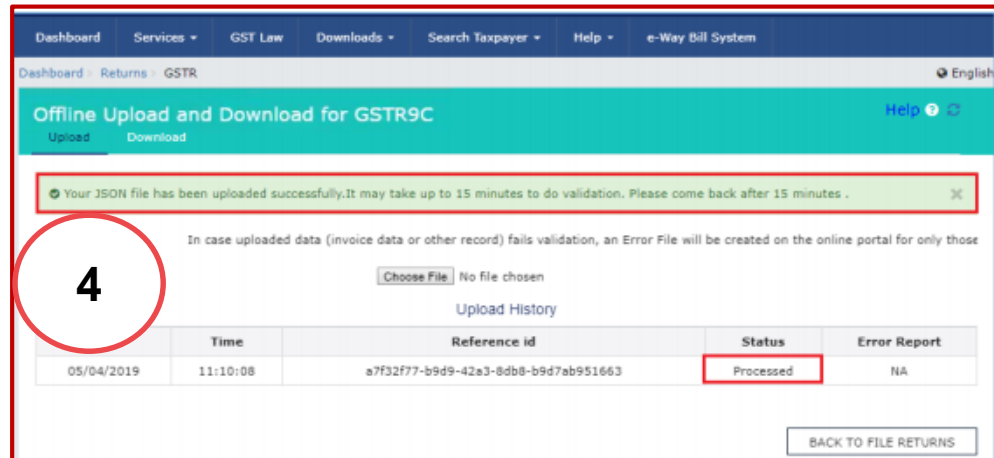 Dashboard Services GST Law Downloads Search Taxpayer Help e-Way Bill System
Dashboard Returns GSTR English
Offline Upload and Download for GSTR9C Help
Upload Download
Your JSON file has been uploaded successfully.It may take up to 15 minutes to do validation. Please come back after 15 minutes .
In case uploaded data (invoice data or other record) fails validation, an Error File will be created on the online portal for only those
4
Choose File No file chosen
Upload History
Time Reference id Status Error Report
05/04/2019 11:10:08 a7f32f77-b9d9-42a3-8db8-b9d7ab951663 Processed NA
BACK TO FILE RETURNS